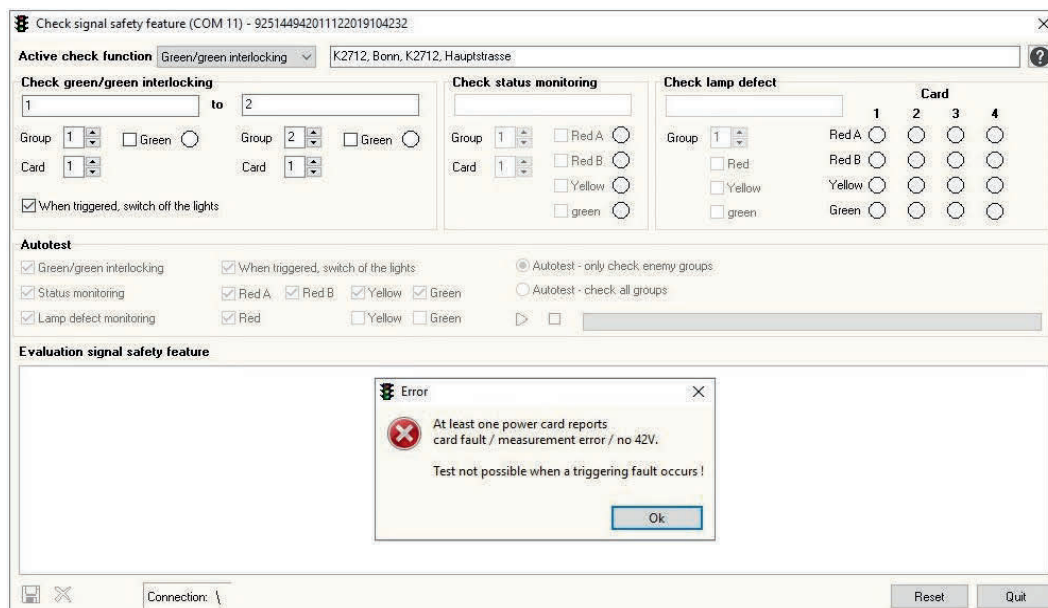 Check signal safety feature (COM 11) - 925144942011122019104232
Active check function Green/green interlocking K2712, Bonn, K2712, Hauptstrasse
Check green/green interlocking
1 to 2
Group 1 Green Group 2 Green
Card 1 Card 1
When triggered, switch off the lights
Check status monitoring
Group 1 Red A
Card 1 Red B
Yellow
green
Check lamp defect
Card
1 2 3 4
Group 1 Red A
Red Red B
Yellow Yellow
green Green
Autotest
Green/green interlocking When triggered, switch of the lights Autotest - only check enemy groups
Status monitoring Red A Red B Yellow Green Autotest - check all groups
Lamp defect monitoring Red Yellow Green
Evaluation signal safety feature
Error
At least one power card reports
card fault / measurement error / no 42V.
Test not possible when a triggering fault occurs !
Ok
Connection: \ Reset Quit